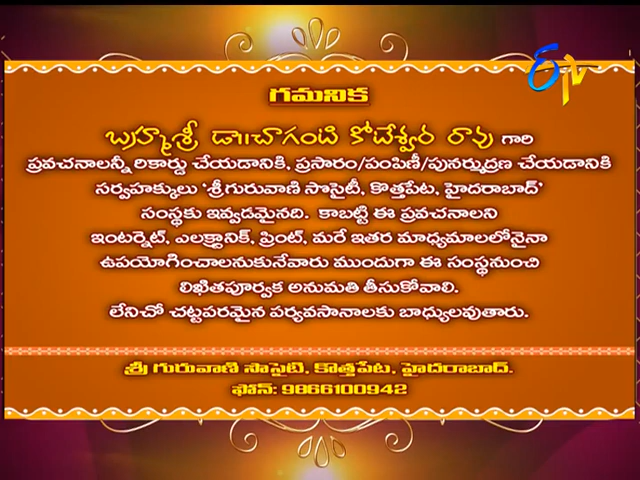 ETV
గమనిక
బ్రహ్మశ్రీ డా॥చాగంటి కోటేశ్వర రావు గారి
ప్రవచనాలన్నీ రికార్డు చేయడానికి, ప్రసారం/పంపిణీ/పునర్ముద్రణ చేయడానికి
సర్వహక్కులు ‘శ్రీగురువాణి సొసైటీ, కొత్తపేట, హైదరాబాద్’
సంస్థకు ఇవ్వడమైనది. కాబట్టి ఈ ప్రవచనాలని
ఇంటర్నెట్, ఎలక్ట్రానిక్, ప్రింట్, మరే ఇతర మాధ్యమాలలోనైనా
ఉపయోగించాలనుకునేవారు ముందుగా ఈ సంస్థనుంచి
లిఖితపూర్వక అనుమతి తీసుకోవాలి.
లేనిచో చట్టపరమైన పర్యవసానాలకు బాధ్యులవుతారు.
శ్రీ గురువాణి సొసైటి, కొత్తపేట, హైదరాబాద్.
ఫోన్: 9866100942